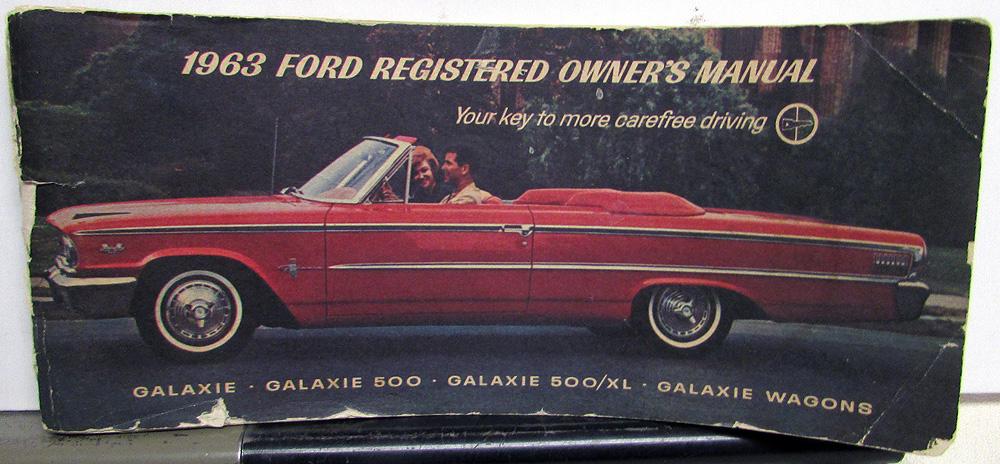 1963 FORD REGISTERED OWNER'S MANUAL
Your key to more carefree driving
GALAXIE · GALAXIE 500 · GALAXIE 500/XL · GALAXIE WAGONS